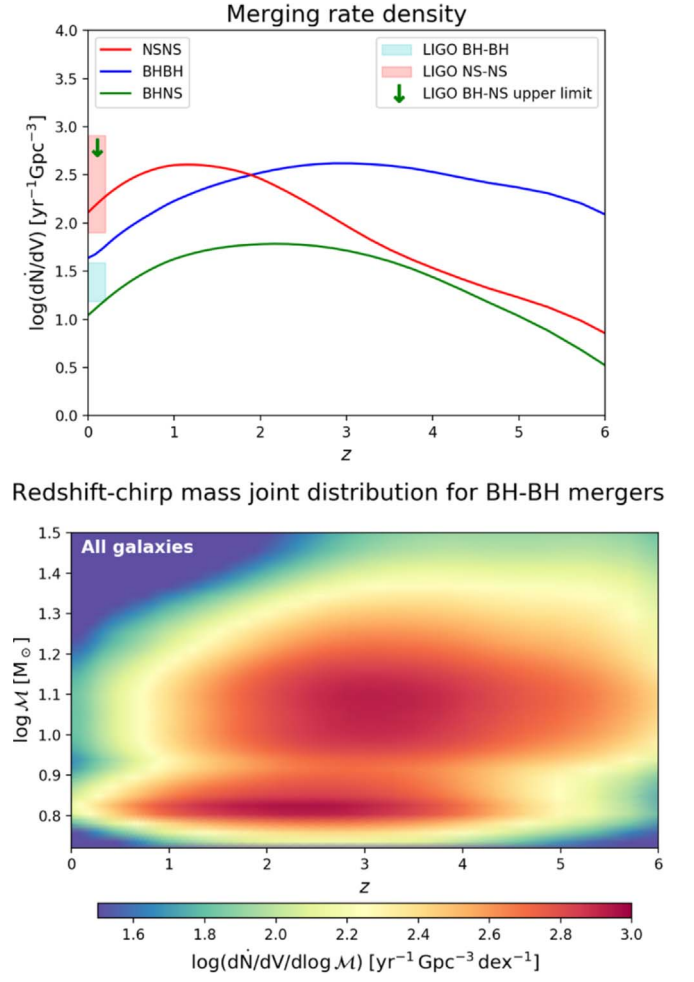 Merging rate density
4.0
3.5
3.0
2.5
2.0
1.5
1.0
0.5
0.0
log(dṄ/dV) [yr⁻¹Gpc⁻³]
NSNS
BHBH
BHNS
LIGO BH-BH
LIGO NS-NS
LIGO BH-NS upper limit
0 1 2 3 4 5 6
z
Redshift-chirp mass joint distribution for BH-BH mergers
All galaxies
1.5
1.4
1.3
1.2
1.1
1.0
0.9
0.8
log ℳ [M⊙]
0 1 2 3 4 5 6
z
1.6 1.8 2.0 2.2 2.4 2.6 2.8 3.0
log(dṄ/dV/dlog ℳ) [yr⁻¹ Gpc⁻³ dex⁻¹]